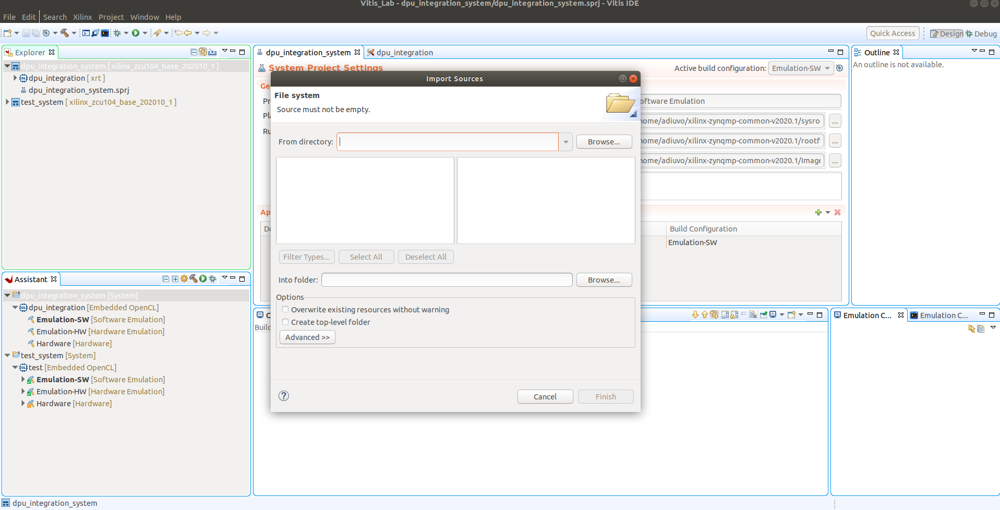 Vitis_Lab - dpu_integration_system/dpu_integration_system.sprj - Vitis IDE
File Edit Search Xilinx Project Window Help
Quick Access Design Debug
Explorer
dpu_integration_system [ xilinx_zcu104_base_202010_1 ]
dpu_integration [ xrt ]
dpu_integration_system.sprj
test_system [ xilinx_zcu104_base_202010_1 ]
dpu_integration_system dpu_integration
System Project Settings
Active build configuration: Emulation-SW
Ge
Pr
Pla
Ru
oftware Emulation
ome/adiuvo/xilinx-zynqmp-common-v2020.1/sysro
...
ome/adiuvo/xilinx-zynqmp-common-v2020.1/rootf
...
ome/adiuvo/xilinx-zynqmp-common-v2020.1/Image
...
Ap
Do
Build Configuration
Emulation-SW
Outline
An outline is not available.
Import Sources
File system
Source must not be empty.
From directory: Browse...
Filter Types... Select All Deselect All
Into folder: Browse...
Options
Overwrite existing resources without warning
Create top-level folder
Advanced >>
? Cancel Finish
Assistant
dpu_integration_system [System]
dpu_integration [Embedded OpenCL]
Emulation-SW [Software Emulation]
Emulation-HW [Hardware Emulation]
Hardware [Hardware]
test_system [System]
test [Embedded OpenCL]
Emulation-SW [Software Emulation]
Emulation-HW [Hardware Emulation]
Hardware [Hardware]
C
Build
Emulation C... Emulation C...
dpu_integration_system